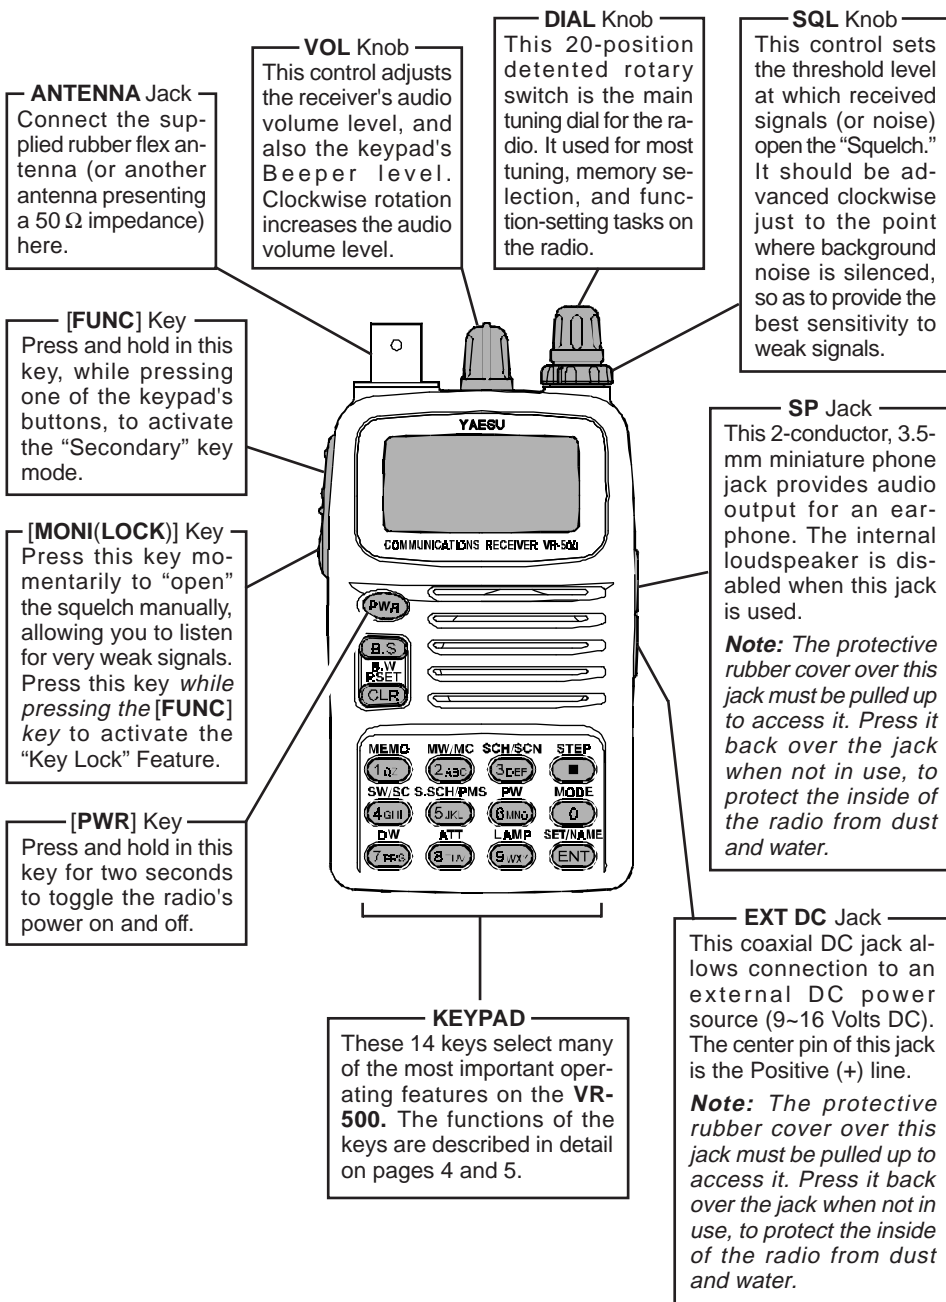 ANTENNA Jack
Connect the sup-
plied rubber flex an-
tenna (or another
antenna presenting
a 50 Ω impedance)
here.
VOL Knob
This control adjusts
the receiver's audio
volume level, and
also the keypad's
Beeper level.
Clockwise rotation
increases the audio
volume level.
DIAL Knob
This 20-position
detented rotary
switch is the main
tuning dial for the ra-
dio. It used for most
tuning, memory se-
lection, and func-
tion-setting tasks on
the radio.
SQL Knob
This control sets
the threshold level
at which received
signals (or noise)
open the “Squelch.”
It should be ad-
vanced clockwise
just to the point
where background
noise is silenced,
so as to provide the
best sensitivity to
weak signals.
[FUNC] Key
Press and hold in this
key, while pressing
one of the keypad's
buttons, to activate
the “Secondary” key
mode.
[MONI(LOCK)] Key
Press this key mo-
mentarily to “open”
the squelch manually,
allowing you to listen
for very weak signals.
Press this key while
pressing the [FUNC]
key to activate the
“Key Lock” Feature.
[PWR] Key
Press and hold in this
key for two seconds
to toggle the radio's
power on and off.
YAESU
COMMUNICATIONS RECEIVER VR-500
PWR
B.S
B.W
P.SET
CLR
MEMO MW/MC SCH/SCN STEP
1 QZ 2 ABC 3 DEF
SW/SC S.SCH/PMS PW MODE
4 GHI 5 JKL 6 MNO 0
DW ATT LAMP SET/NAME
7 PRS 8 TUV 9 WXY ENT
SP Jack
This 2-conductor, 3.5-
mm miniature phone
jack provides audio
output for an ear-
phone. The internal
loudspeaker is dis-
abled when this jack
is used.
Note: The protective
rubber cover over this
jack must be pulled up
to access it. Press it
back over the jack
when not in use, to
protect the inside of
the radio from dust
and water.
KEYPAD
These 14 keys select many
of the most important oper-
ating features on the VR-
500. The functions of the
keys are described in detail
on pages 4 and 5.
EXT DC Jack
This coaxial DC jack al-
lows connection to an
external DC power
source (9~16 Volts DC).
The center pin of this jack
is the Positive (+) line.
Note: The protective
rubber cover over this
jack must be pulled up to
access it. Press it back
over the jack when not in
use, to protect the inside
of the radio from dust
and water.